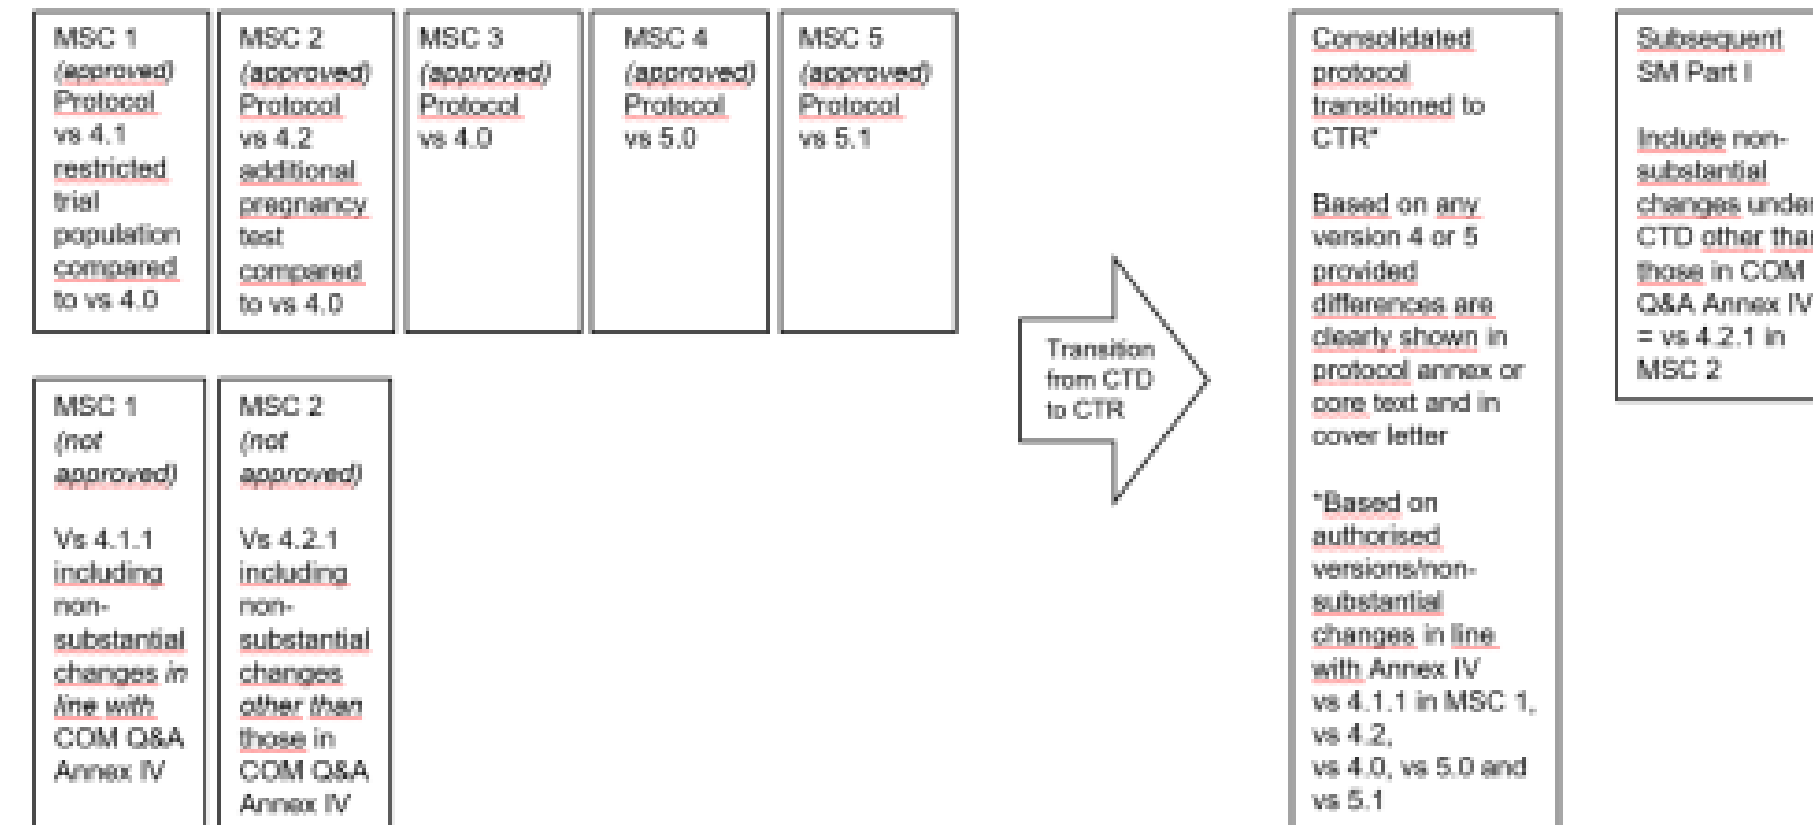 MSC 1
(approved)
Protocol
vs 4.1
restricted
trial
population
compared
to vs 4.0
MSC 2
(approved)
Protocol
vs 4.2
additional
pregnancy
test
compared
to vs 4.0
MSC 3
(approved)
Protocol
vs 4.0
MSC 4
(approved)
Protocol
vs 5.0
MSC 5
(approved)
Protocol
vs 5.1
MSC 1
(not
approved)
Vs 4.1.1
including
non-
substantial
changes in
line with
COM Q&A
Annex IV
MSC 2
(not
approved)
Vs 4.2.1
including
non-
substantial
changes
other than
those in
COM Q&A
Annex IV
Transition
from CTD
to CTR
Consolidated
protocol
transitioned to
CTR*
Based on any
version 4 or 5
provided
differences are
clearly shown in
protocol annex or
core text and in
cover letter
*Based on
authorised
versions/non-
substantial
changes in line
with Annex IV
vs 4.1.1 in MSC 1,
vs 4.2,
vs 4.0, vs 5.0 and
vs 5.1
Subsequent
SM Part I
Include non-
substantial
changes under
CTD other than
those in COM
Q&A Annex IV
= vs 4.2.1 in
MSC 2